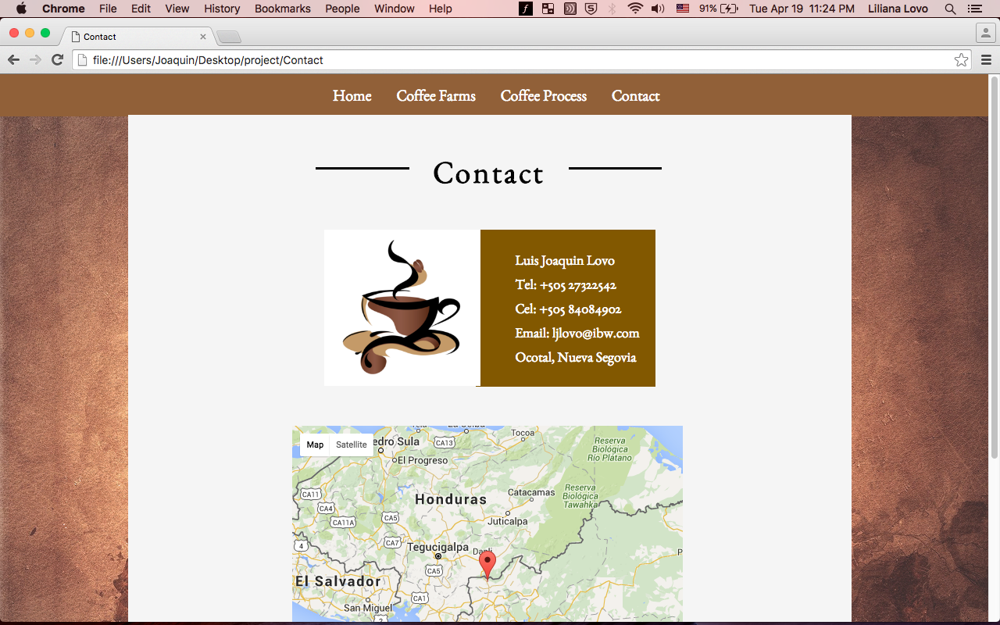 Chrome File Edit View History Bookmarks People Window Help 91% Tue Apr 19 11:24 PM Liliana Lovo
Contact
file:///Users/Joaquin/Desktop/project/Contact
Home Coffee Farms Coffee Process Contact
Contact
Luis Joaquin Lovo
Tel: +505 27322542
Cel: +505 84084902
Email: ljlovo@ibw.com
Ocotal, Nueva Segovia
Tocoa
Map Satellite
edro Sula
CA13
Reserva
Biológica
Río Plátano
El Progreso
Honduras
Catacamas
Reserva
Biológica
Tawahka
CA11
CA4
CA11A
CA5
Juticalpa
4
CA7
Tegucigalpa
Danlí
P
CA5
El Salvador
CA1
San Miguel
2